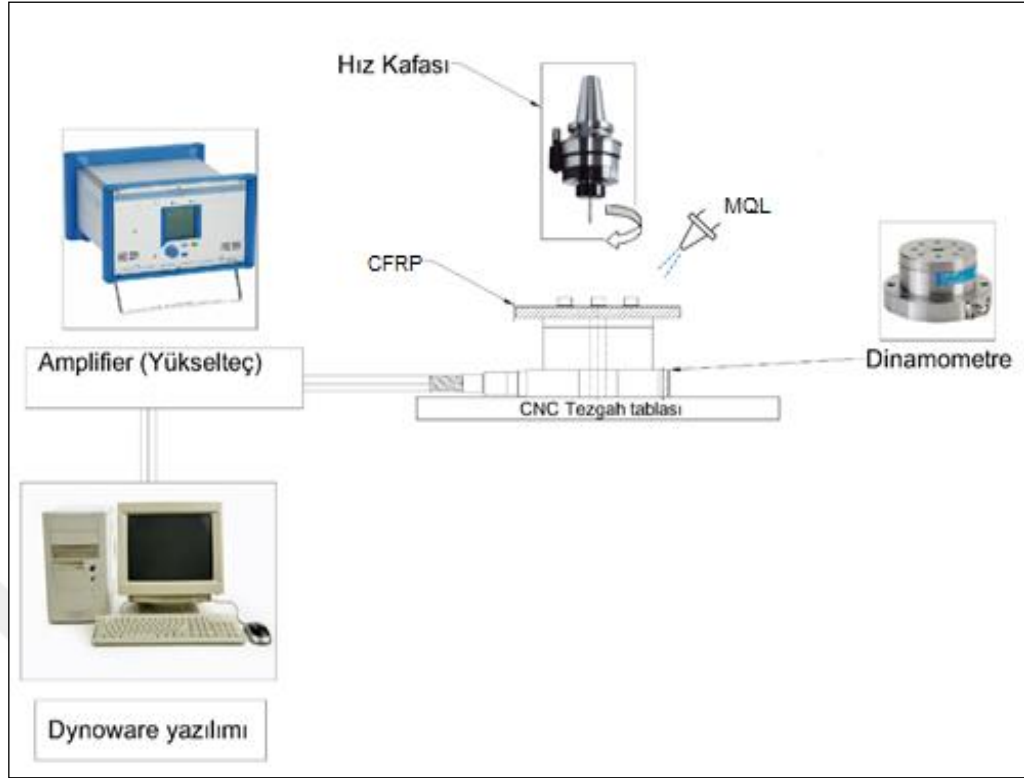 Hız Kafası
MQL
CFRP
Amplifier (Yükselteç)
Dinamometre
CNC Tezgah tablası
Dynoware yazılımı